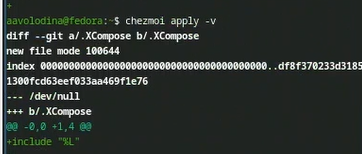 +
aavolodina@fedora:~$ chezmoi apply -v
diff --git a/.XCompose b/.XCompose
new file mode 100644
index 0000000000000000000000000000000000000000..df8f370233d3185
1300fcd63eef033aa469f1e76
--- /dev/null
+++ b/.XCompose
@@ -0,0 +1,4 @@
+include "%L"